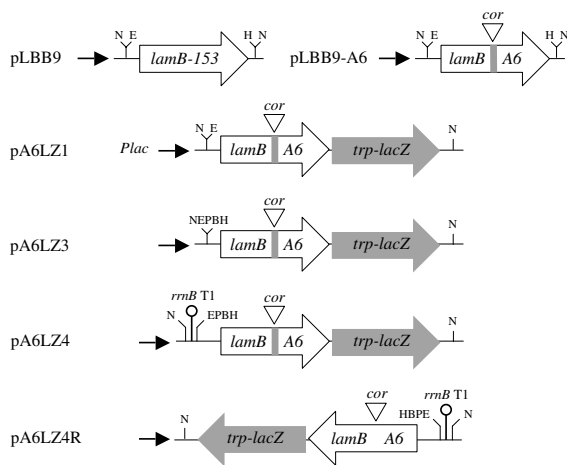 cor
pLBB9 N E lamB-153 H N pLBB9-A6 N E lamB A6 H N
cor
pA6LZ1 Plac N E lamB A6 trp-lacZ N
cor
pA6LZ3 NEPBH lamB A6 trp-lacZ N
rrnB T1 cor
pA6LZ4 N EPBH lamB A6 trp-lacZ N
cor rrnB T1
pA6LZ4R N trp-lacZ lamB A6 HBPE N